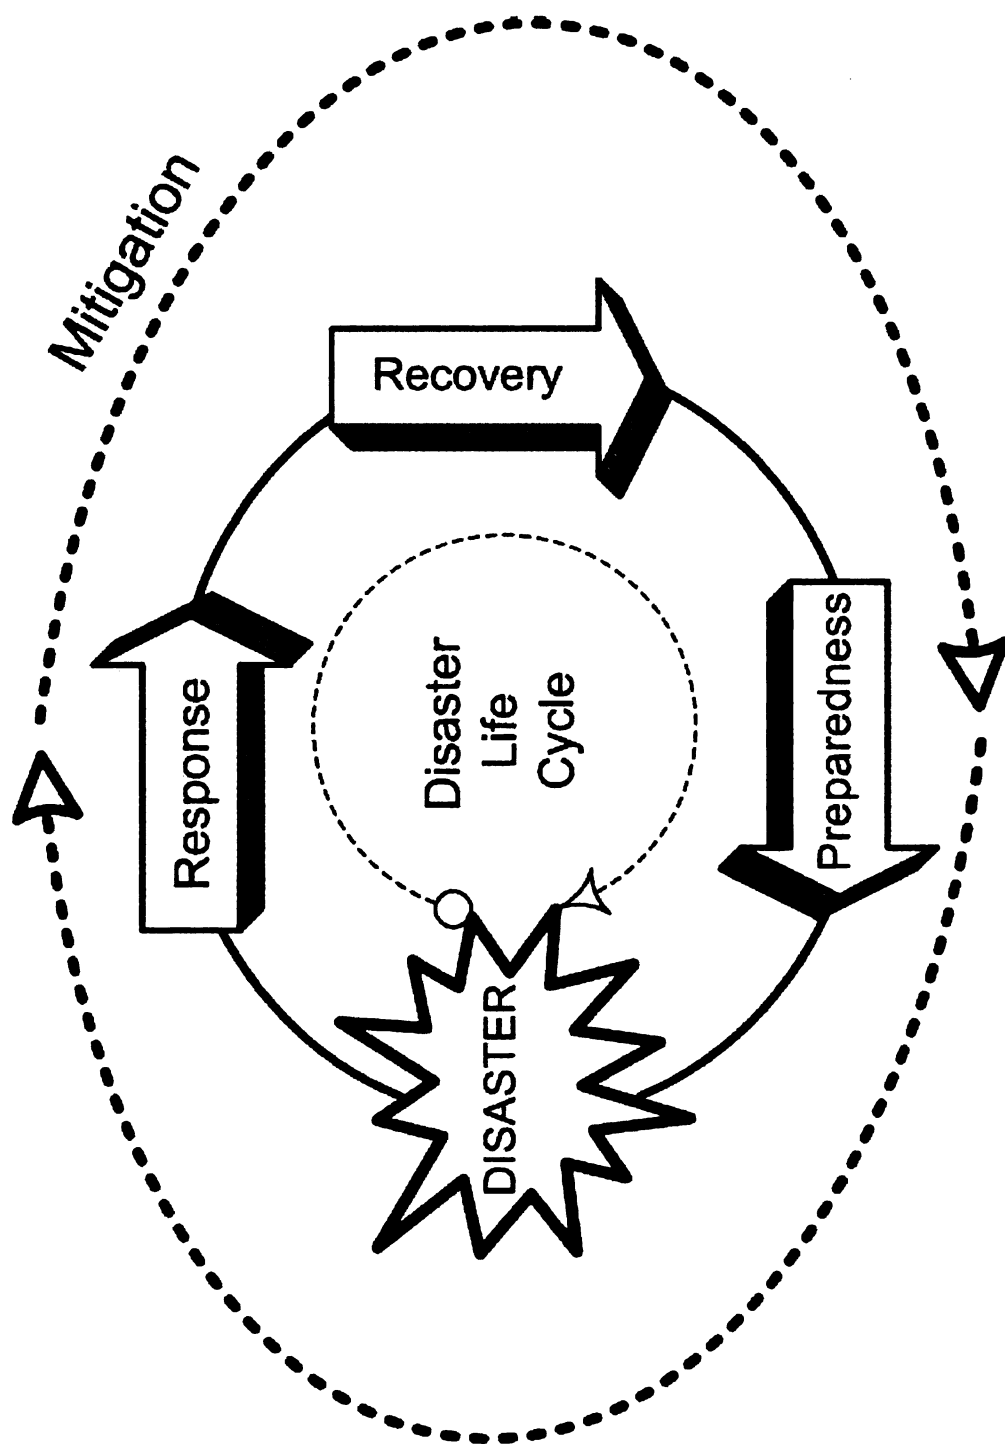 Mitigation
Response
Recovery
Disaster
Life
Cycle
DISASTER
Preparedness